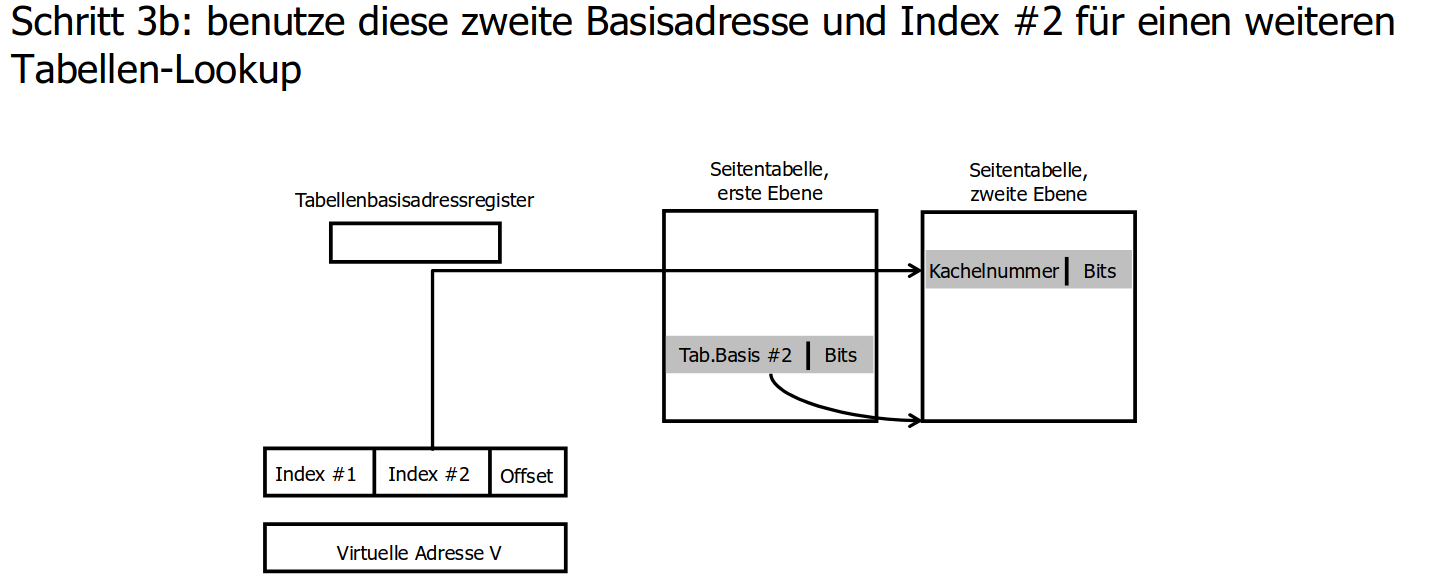 Schritt 3b: benutze diese zweite Basisadresse und Index #2 für einen weiteren
Tabellen-Lookup
Tabellenbasisadressregister
Seitentabelle,
erste Ebene
Seitentabelle,
zweite Ebene
Kachelnummer Bits
Tab.Basis #2 Bits
Index #1 Index #2 Offset
Virtuelle Adresse V